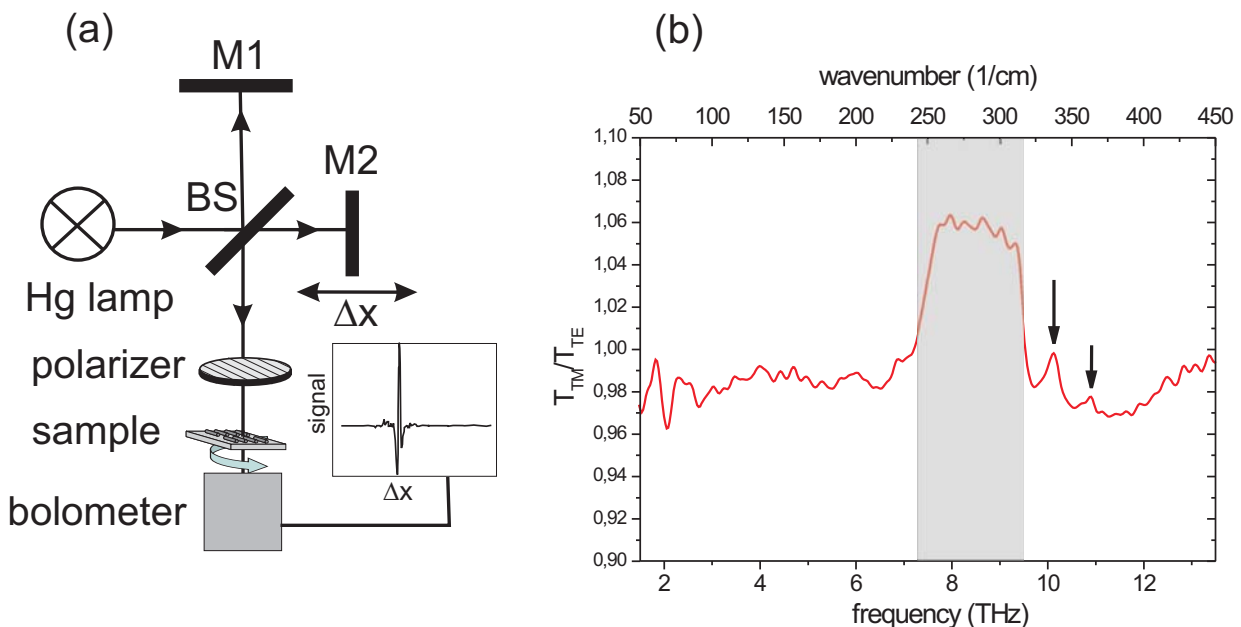 (a)
M1
M2
BS
Hg lamp
Δx
polarizer
sample
bolometer
signal
Δx
(b)
wavenumber (1/cm)
50 100 150 200 250 300 350 400 450
1,10
1,08
1,06
1,04
1,02
1,00
0,98
0,96
0,94
0,92
0,90
T_TM/T_TE
2 4 6 8 10 12
frequency (THz)